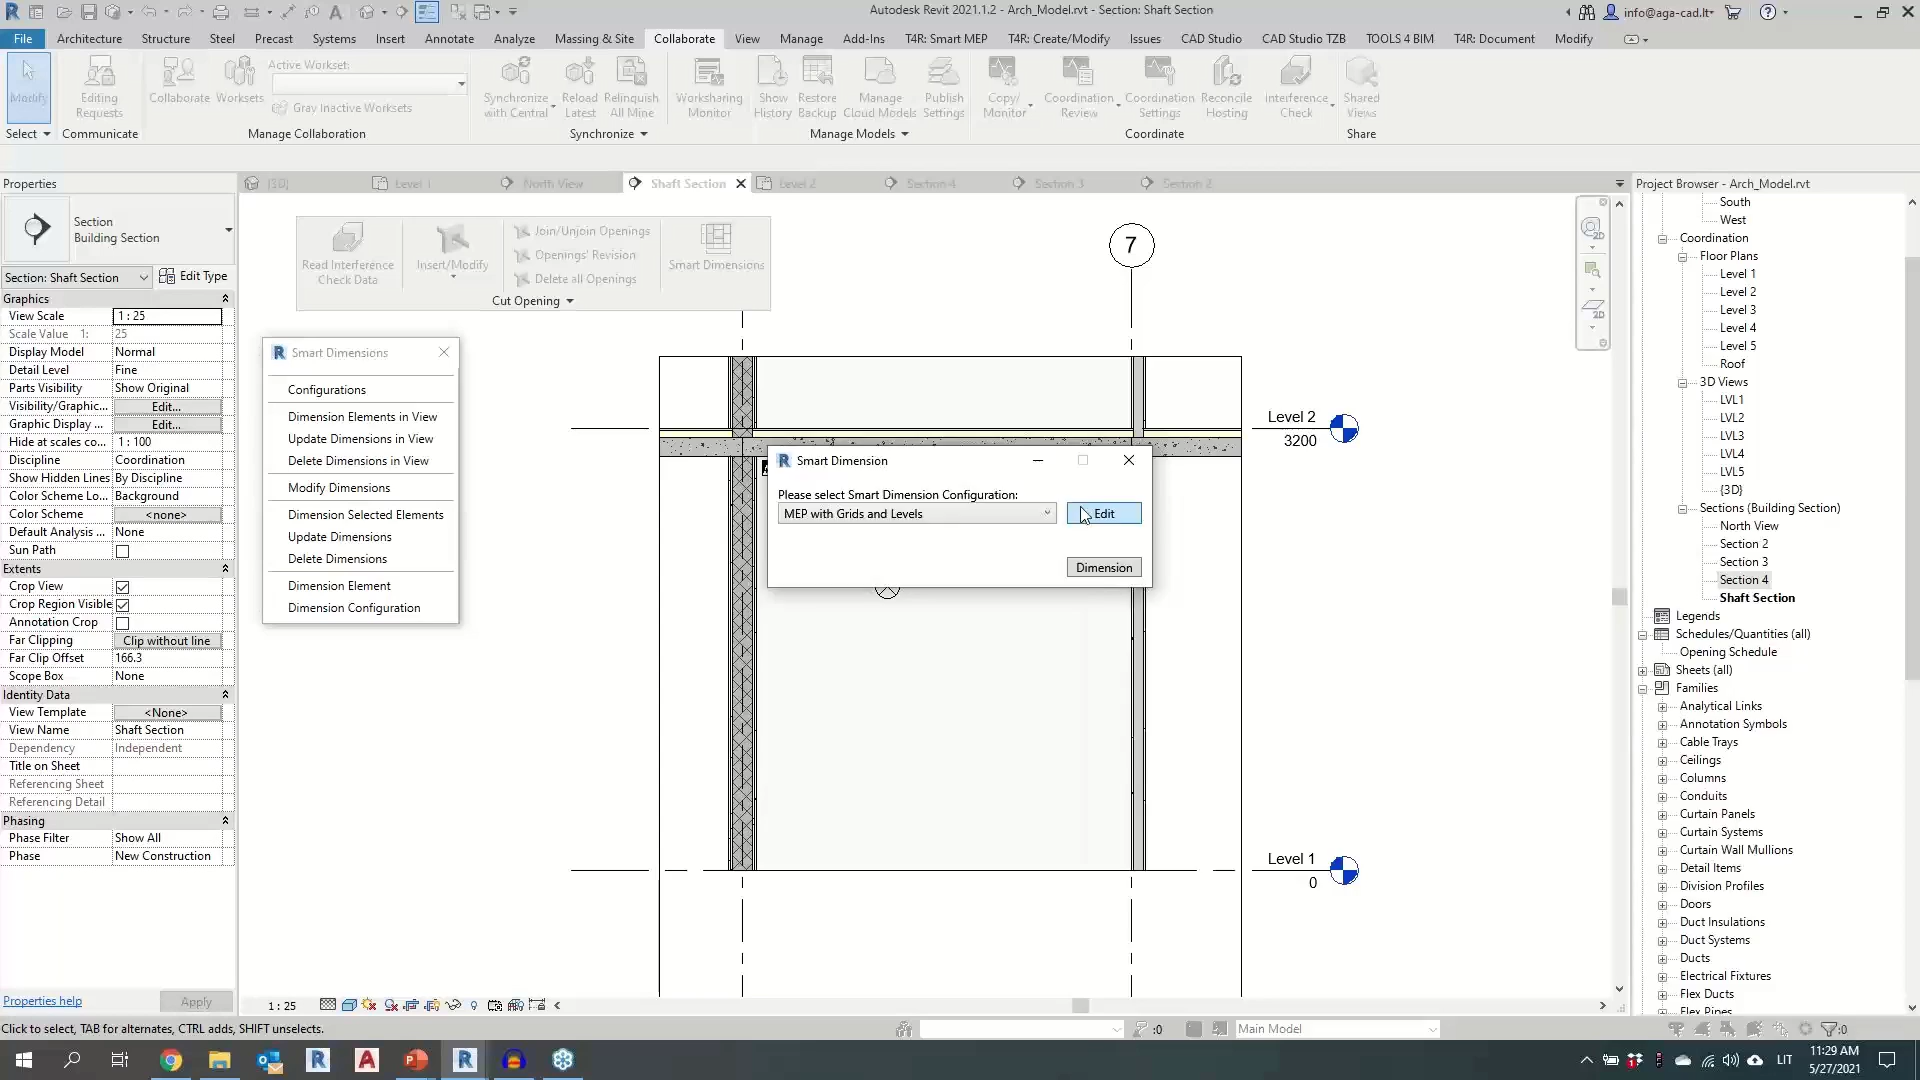 Autodesk Revit 2021.1.2 - Arch_Model.rvt - Section: Shaft Section
info@aga-cad.lt
File Architecture Structure Steel Precast Systems Insert Annotate Analyze Massing & Site Collaborate View Manage Add-Ins T4R: Smart MEP T4R: Create/Modify Issues CAD Studio CAD Studio TZB TOOLS 4 BIM T4R: Document Modify
Modify
Editing Requests
Collaborate
Worksets
Active Workset:
Gray Inactive Worksets
Synchronize with Central
Reload Latest
Relinquish All Mine
Worksharing Monitor
Show History
Restore Backup
Manage Cloud Models
Publish Settings
Copy/ Monitor
Coordination Review
Coordination Settings
Reconcile Hosting
Interference Check
Shared Views
Select Communicate Manage Collaboration Synchronize Manage Models Coordinate Share
Properties
Section
Building Section
Section: Shaft Section Edit Type
Graphics
View Scale 1 : 25
Scale Value 1: 25
Display Model Normal
Detail Level Fine
Parts Visibility Show Original
Visibility/Graphic... Edit...
Graphic Display ... Edit...
Hide at scales co... 1 : 100
Discipline Coordination
Show Hidden Lines By Discipline
Color Scheme Lo... Background
Color Scheme <none>
Default Analysis ... None
Sun Path
Extents
Crop View
Crop Region Visible
Annotation Crop
Far Clipping Clip without line
Far Clip Offset 166.3
Scope Box None
Identity Data
View Template <None>
View Name Shaft Section
Dependency Independent
Title on Sheet
Referencing Sheet
Referencing Detail
Phasing
Phase Filter Show All
Phase New Construction
Properties help Apply
{3D} Level 1 North View Shaft Section Level 2 Section 4 Section 3 Section 2
Read Interference Check Data
Insert/Modify
Join/Unjoin Openings
Openings' Revision
Delete all Openings
Smart Dimensions
Cut Opening
Smart Dimensions
Configurations
Dimension Elements in View
Update Dimensions in View
Delete Dimensions in View
Modify Dimensions
Dimension Selected Elements
Update Dimensions
Delete Dimensions
Dimension Element
Dimension Configuration
7
Level 2
3200
Smart Dimension
Please select Smart Dimension Configuration:
MEP with Grids and Levels
Edit
Dimension
Level 1
0
2D
2D
Project Browser - Arch_Model.rvt
South
West
Coordination
Floor Plans
Level 1
Level 2
Level 3
Level 4
Level 5
Roof
3D Views
LVL1
LVL2
LVL3
LVL4
LVL5
{3D}
Sections (Building Section)
North View
Section 2
Section 3
Section 4
Shaft Section
Legends
Schedules/Quantities (all)
Opening Schedule
Sheets (all)
Families
Analytical Links
Annotation Symbols
Cable Trays
Ceilings
Columns
Conduits
Curtain Panels
Curtain Systems
Curtain Wall Mullions
Detail Items
Division Profiles
Doors
Duct Insulations
Duct Systems
Ducts
Electrical Fixtures
Flex Ducts
Flex Pipes
1 : 25
Click to select, TAB for alternates, CTRL adds, SHIFT unselects.
:0
Main Model
:0
LIT
11:29 AM
5/27/2021